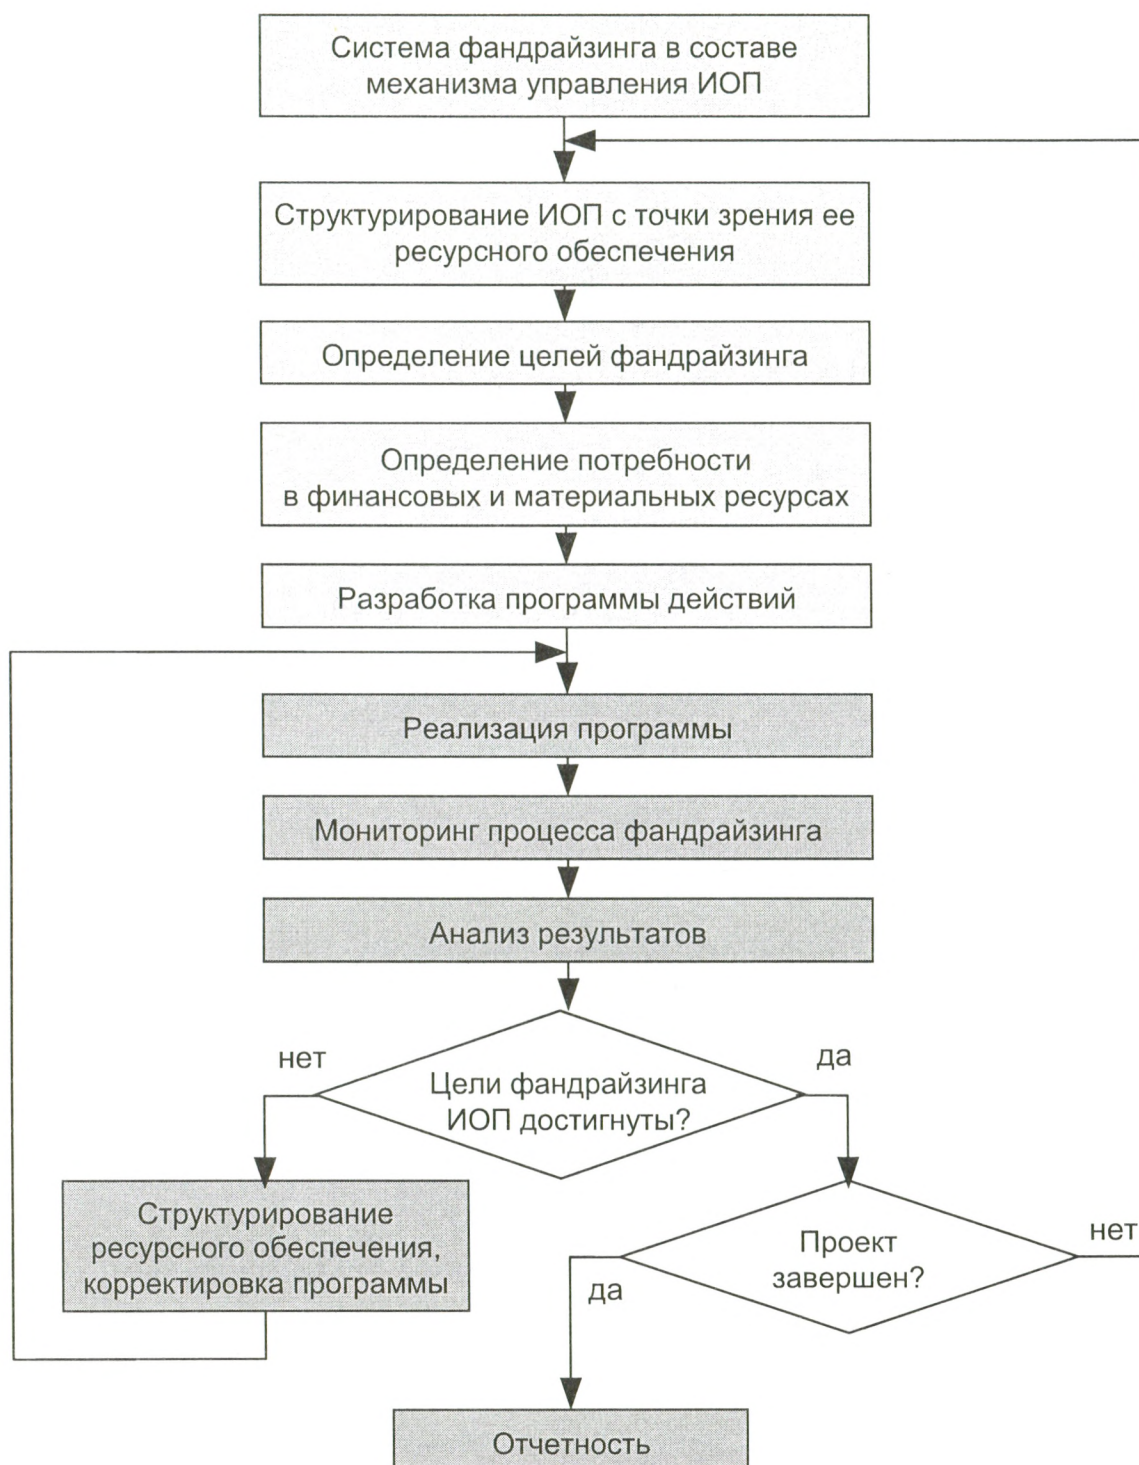 Система фандрайзинга в составе
механизма управления ИОП
Структурирование ИОП с точки зрения ее
ресурсного обеспечения
Определение целей фандрайзинга
Определение потребности
в финансовых и материальных ресурсах
Разработка программы действий
Реализация программы
Мониторинг процесса фандрайзинга
Анализ результатов
нет
да
Цели фандрайзинга
ИОП достигнуты?
Структурирование
ресурсного обеспечения,
корректировка программы
Проект
завершен?
нет
да
Отчетность